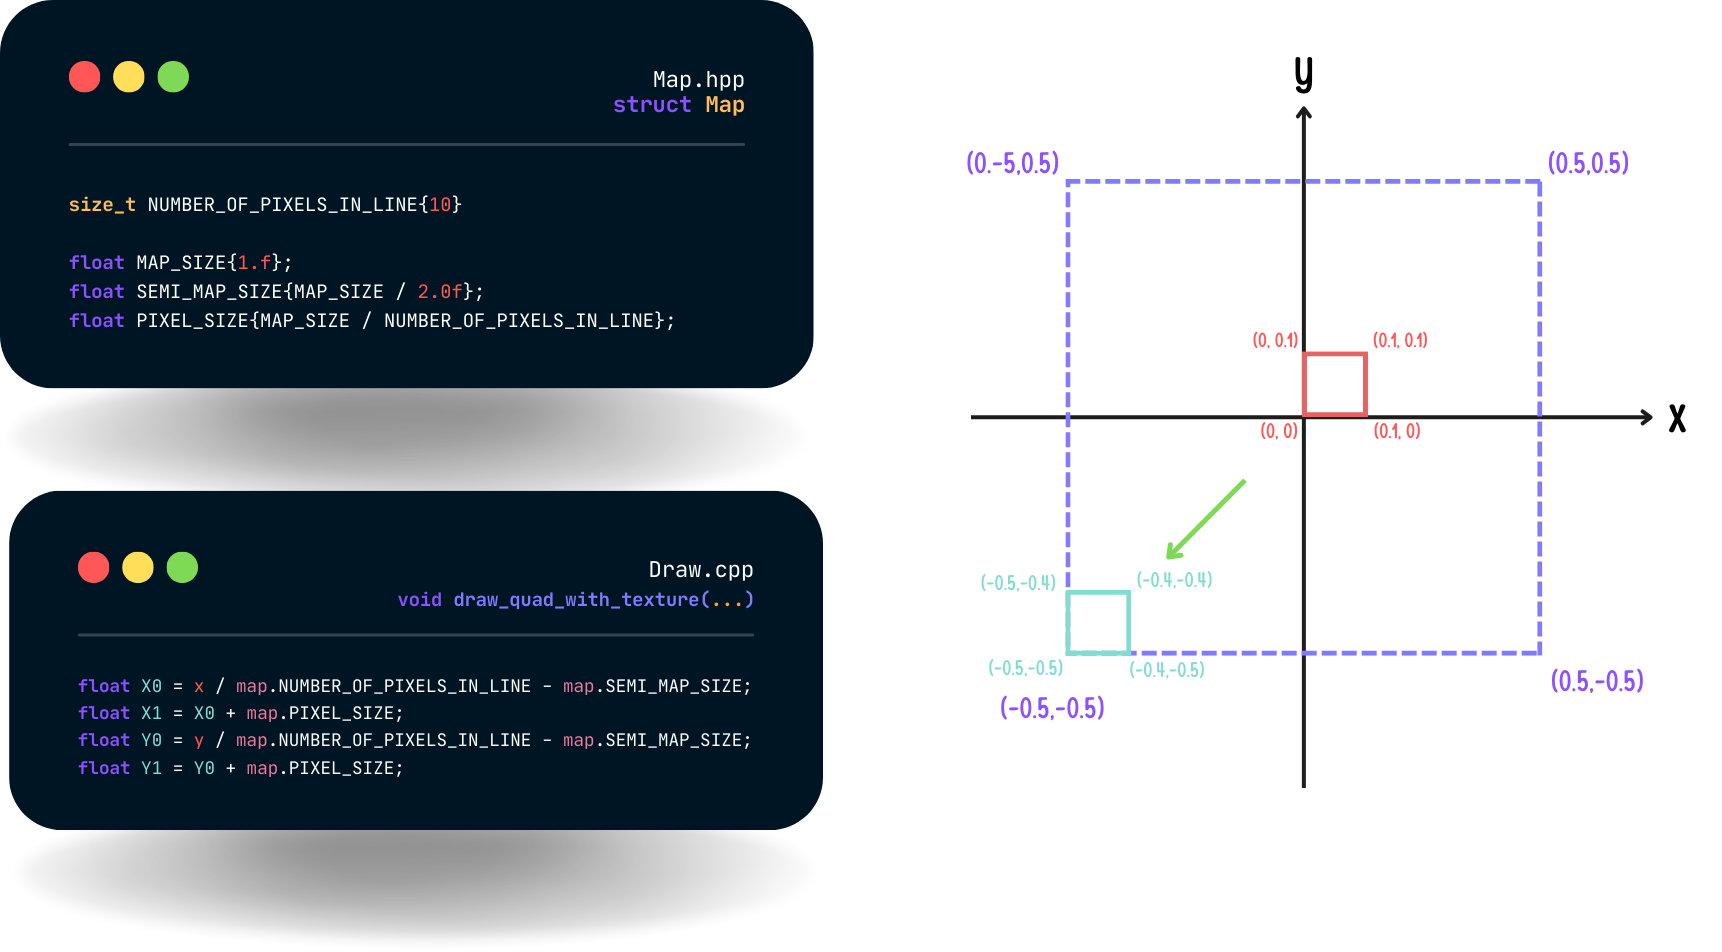 Map.hpp
struct Map
size_t NUMBER_OF_PIXELS_IN_LINE{10}
float MAP_SIZE{1.f};
float SEMI_MAP_SIZE{MAP_SIZE / 2.0f};
float PIXEL_SIZE{MAP_SIZE / NUMBER_OF_PIXELS_IN_LINE};
Draw.cpp
void draw_quad_with_texture(...)
float X0 = x / map.NUMBER_OF_PIXELS_IN_LINE - map.SEMI_MAP_SIZE;
float X1 = X0 + map.PIXEL_SIZE;
float Y0 = y / map.NUMBER_OF_PIXELS_IN_LINE - map.SEMI_MAP_SIZE;
float Y1 = Y0 + map.PIXEL_SIZE;
y
(0.-5,0.5)
(0.5,0.5)
(0, 0.1)
(0.1, 0.1)
x
(0, 0)
(0.1, 0)
(-0.5,-0.4)
(-0.4,-0.4)
(-0.5,-0.5)
(-0.4,-0.5)
(-0.5,-0.5)
(0.5,-0.5)